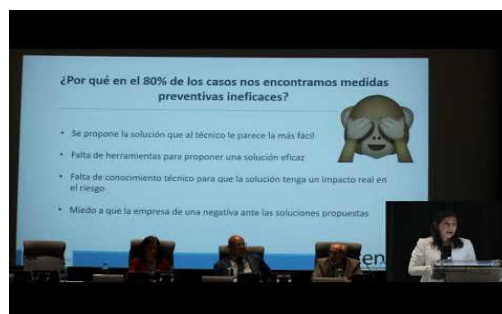 ¿Por qué en el 80% de los casos nos encontramos medidas
preventivas ineficaces?
• Se propone la solución que al técnico le parece la más fácil
• Falta de herramientas para proponer una solución eficaz
• Falta de conocimiento técnico para que la solución tenga un impacto real en
el riesgo
• Miedo a que la empresa de una negativa ante las soluciones propuestas
en